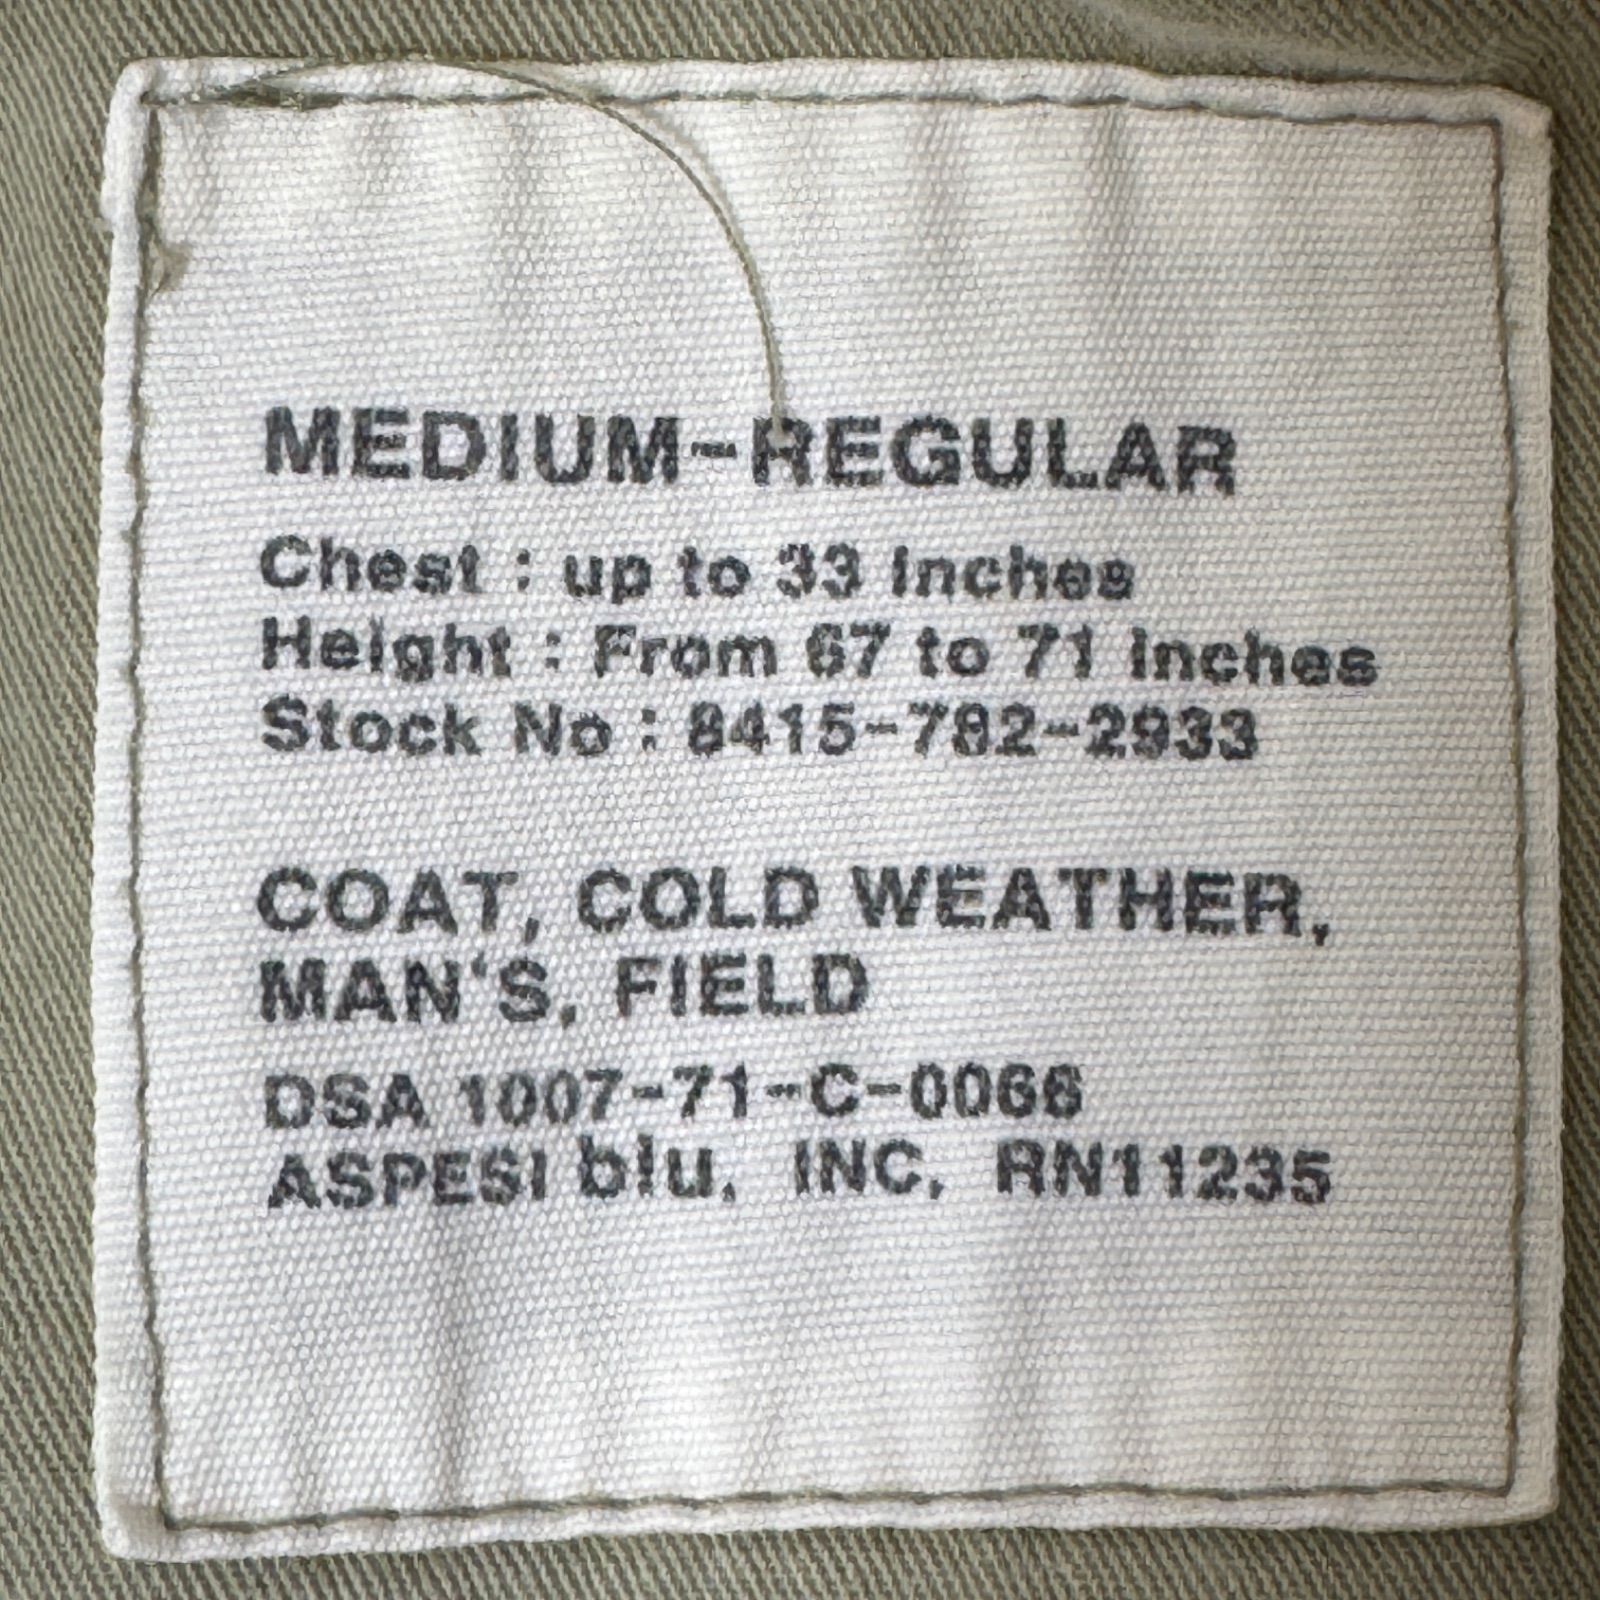 MEDIUM-REGULAR
Chest : up to 33 Inches
Height : From 67 to 71 Inches
Stock No : 8415-782-2933
COAT, COLD WEATHER,
MAN'S, FIELD
DSA 1007-71-C-0066
ASPESI blu, INC, RN11235